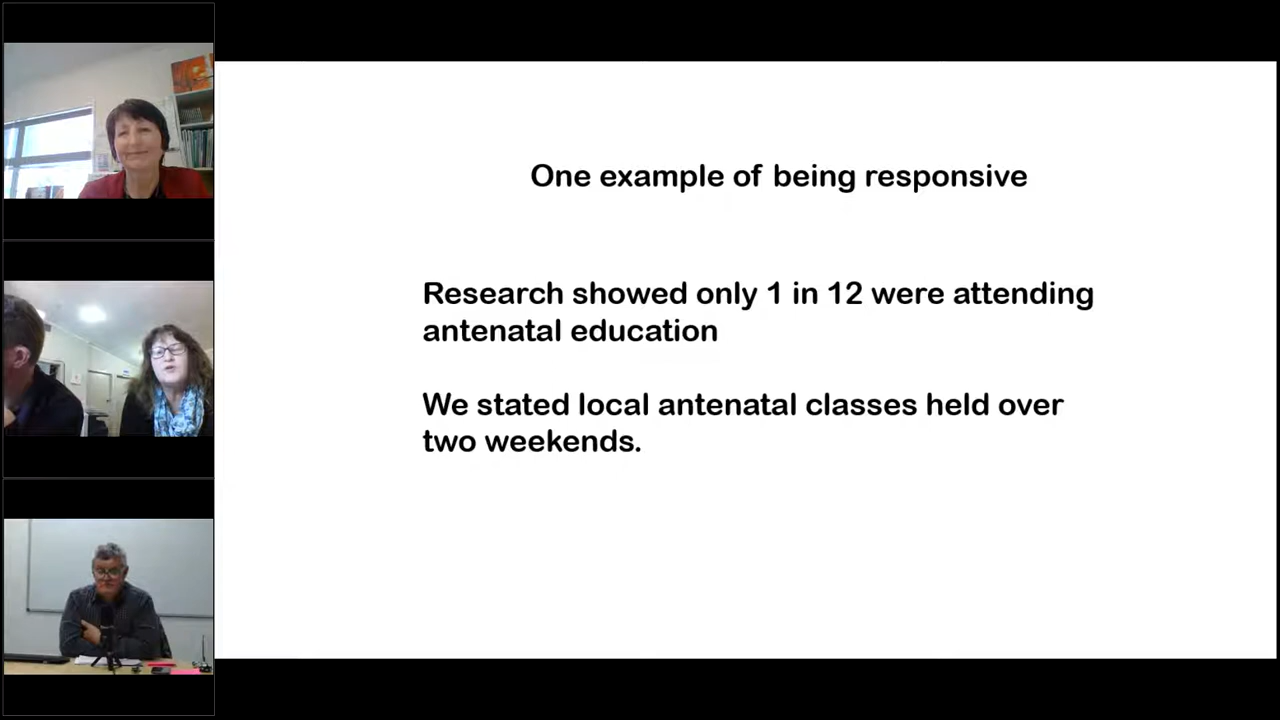 One example of being responsive
Research showed only 1 in 12 were attending
antenatal education
We stated local antenatal classes held over
two weekends.